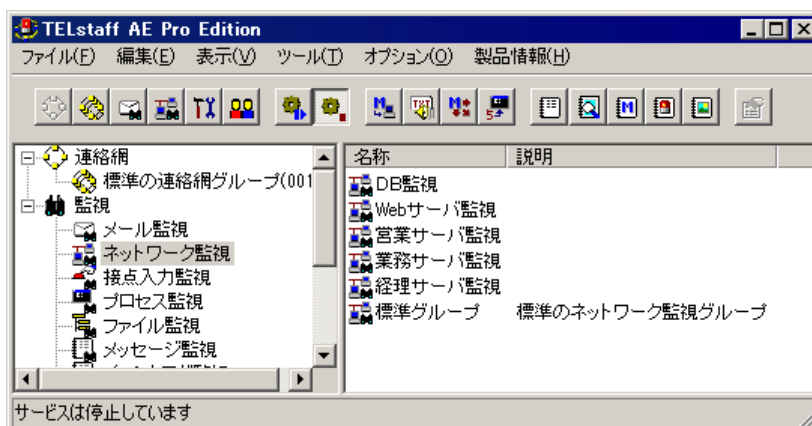 TELstaff AE Pro Edition
ファイル(F) 編集(E) 表示(V) ツール(T) オプション(O) 製品情報(H)
連絡網
標準の連絡網グループ(001
監視
メール監視
ネットワーク監視
接点入力監視
プロセス監視
ファイル監視
メッセージ監視
名称 説明
DB監視
Webサーバ監視
営業サーバ監視
業務サーバ監視
経理サーバ監視
標準グループ 標準のネットワーク監視グループ
サービスは停止しています